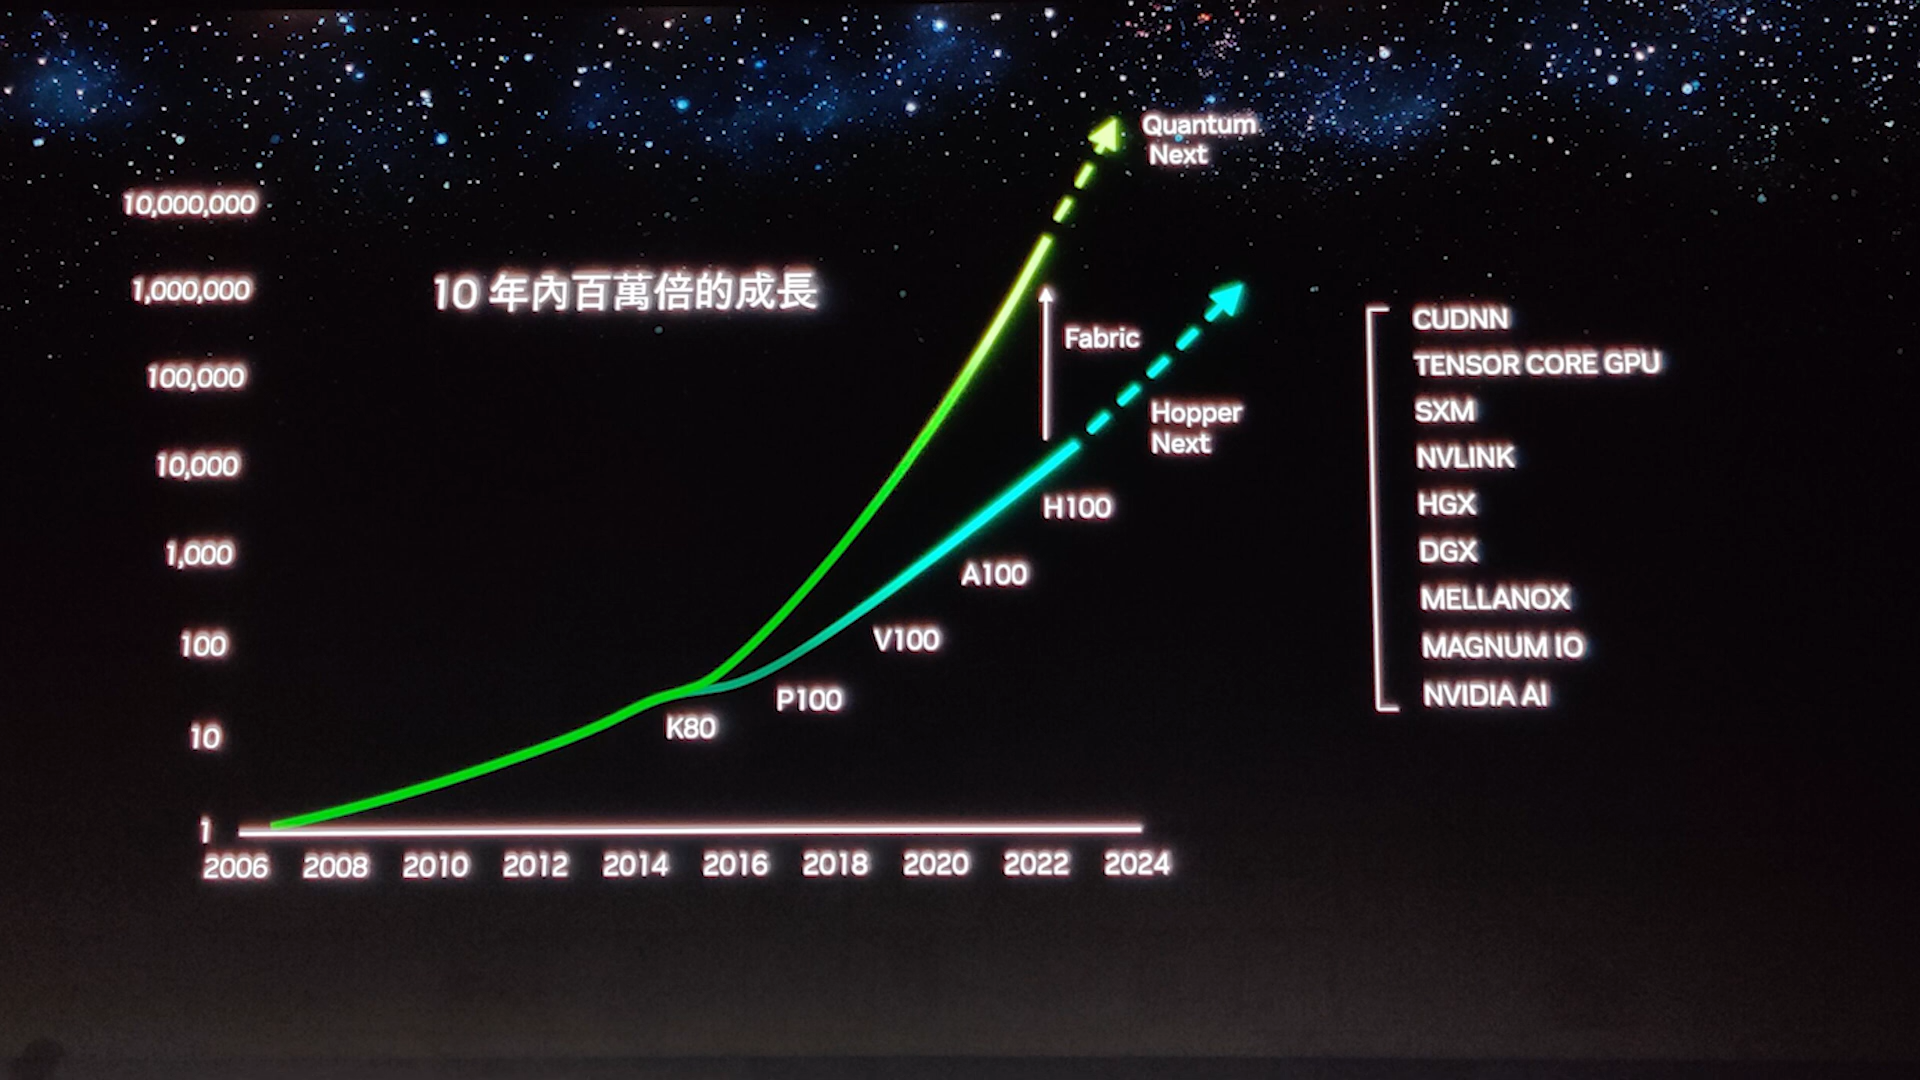 Quantum
Next
10,000,000
1,000,000
10 年內百萬倍的成長
100,000
10,000
1,000
100
10
1
Fabric
Hopper
Next
H100
A100
V100
P100
K80
2006 2008 2010 2012 2014 2016 2018 2020 2022 2024
CUDNN
TENSOR CORE GPU
SXM
NVLINK
HGX
DGX
MELLANOX
MAGNUM IO
NVIDIA AI